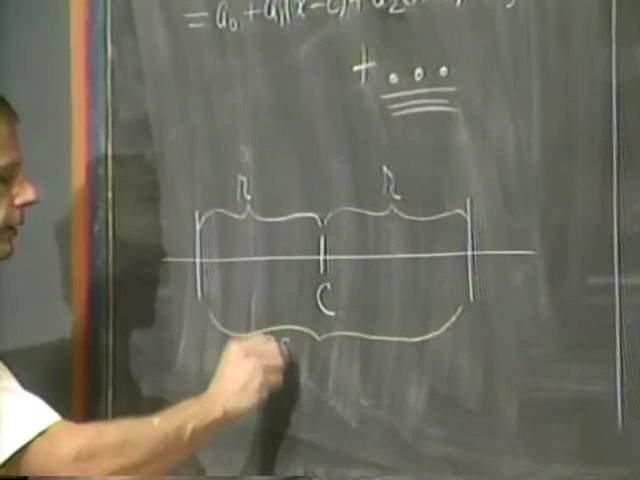 = a₀ + a₁(x-c) + a₂
+ ...
r r
c